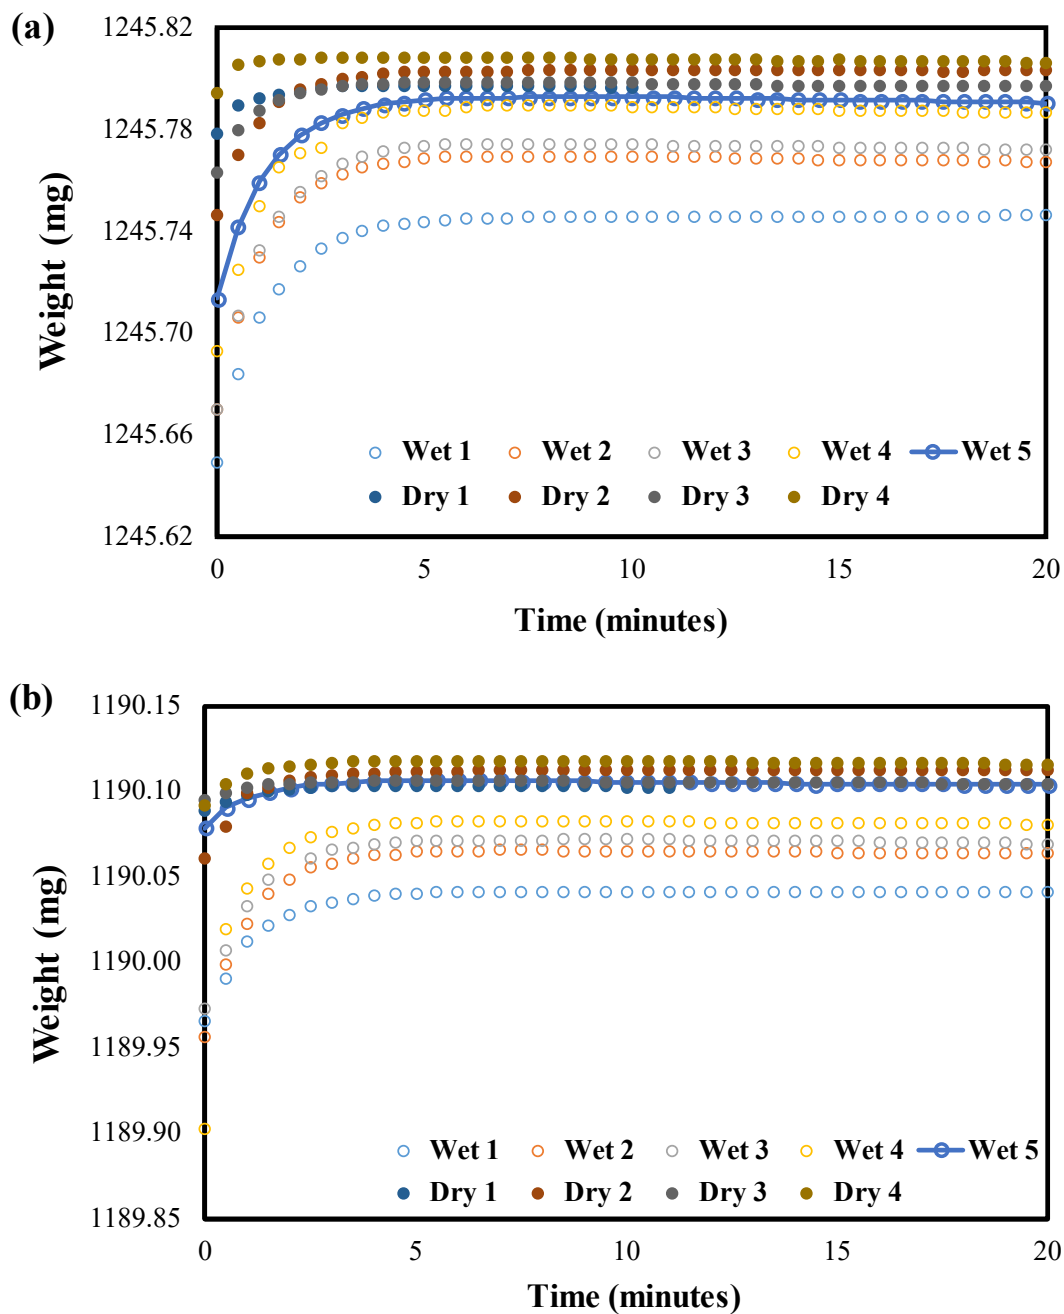 (a)
1245.82
1245.78
1245.74
1245.70
1245.66
1245.62
Weight (mg)
Wet 1 Wet 2 Wet 3 Wet 4 Wet 5
Dry 1 Dry 2 Dry 3 Dry 4
0 5 10 15 20
Time (minutes)
(b)
1190.15
1190.10
1190.05
1190.00
1189.95
1189.90
1189.85
Weight (mg)
Wet 1 Wet 2 Wet 3 Wet 4 Wet 5
Dry 1 Dry 2 Dry 3 Dry 4
0 5 10 15 20
Time (minutes)